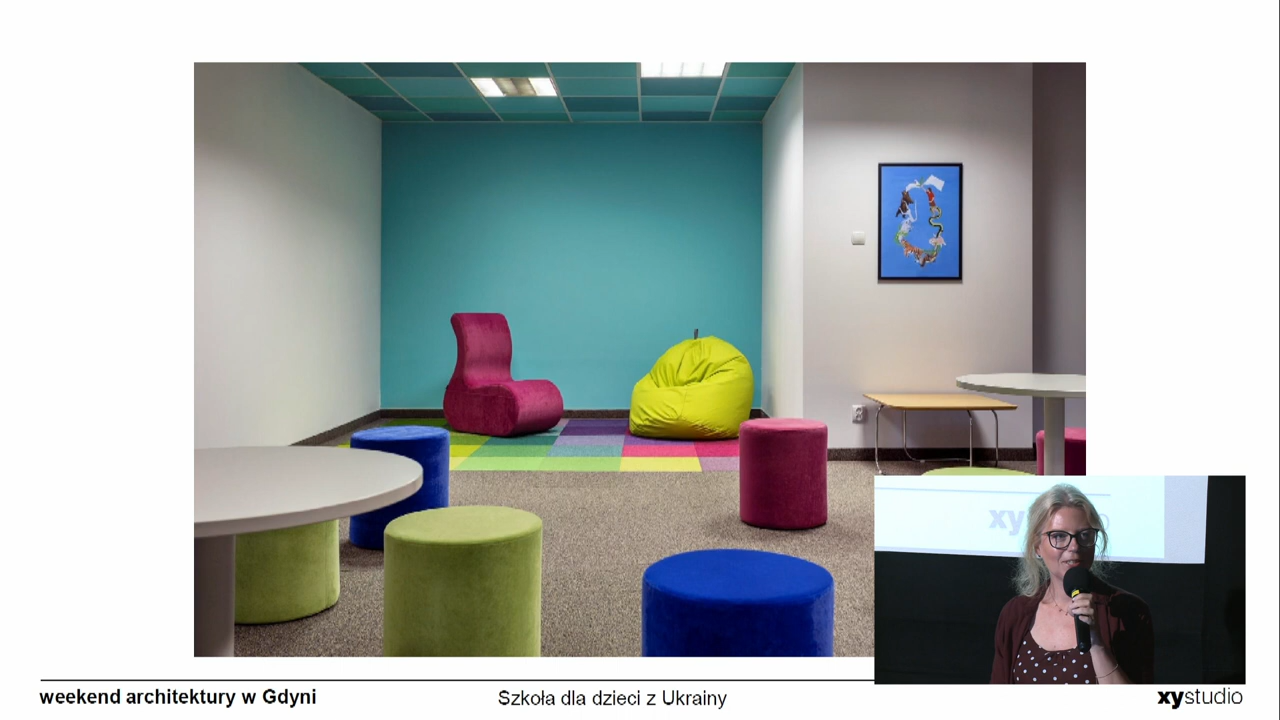 xy
weekend architektury w Gdyni
Szkoła dla dzieci z Ukrainy
xystudio